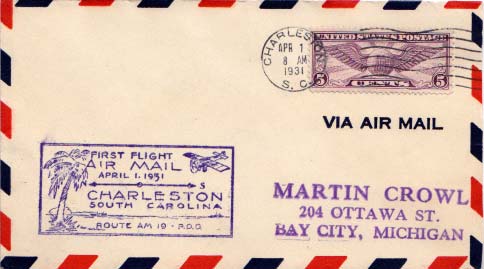 CHARLESTON
APR 1
8 AM
1931
S. C.
UNITED STATES POSTAGE
5 CENTS 5
VIA AIR MAIL
FIRST FLIGHT
AIR MAIL
APRIL 1. 1931
S
CHARLESTON
SOUTH CAROLINA
ROUTE AM 19 - P.O.D.
MARTIN CROWL
204 OTTAWA ST.
BAY CITY, MICHIGAN